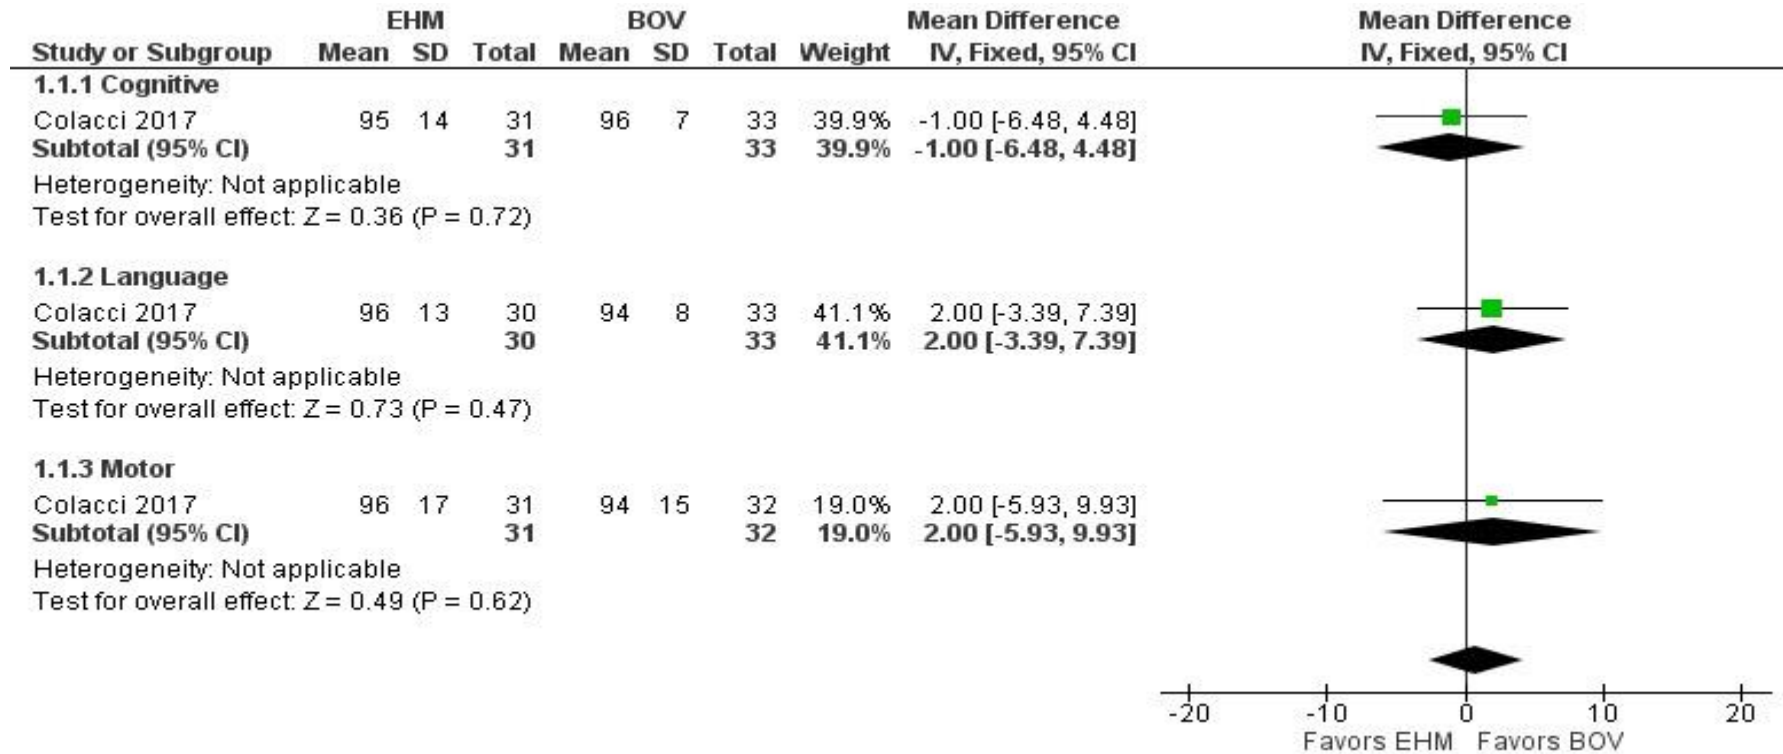 EHM BOV Mean Difference Mean Difference
Study or Subgroup Mean SD Total Mean SD Total Weight IV, Fixed, 95% CI IV, Fixed, 95% CI
1.1.1 Cognitive
Colacci 2017 95 14 31 96 7 33 39.9% -1.00 [-6.48, 4.48]
Subtotal (95% CI) 31 33 39.9% -1.00 [-6.48, 4.48]
Heterogeneity: Not applicable
Test for overall effect: Z = 0.36 (P = 0.72)
1.1.2 Language
Colacci 2017 96 13 30 94 8 33 41.1% 2.00 [-3.39, 7.39]
Subtotal (95% CI) 30 33 41.1% 2.00 [-3.39, 7.39]
Heterogeneity: Not applicable
Test for overall effect: Z = 0.73 (P = 0.47)
1.1.3 Motor
Colacci 2017 96 17 31 94 15 32 19.0% 2.00 [-5.93, 9.93]
Subtotal (95% CI) 31 32 19.0% 2.00 [-5.93, 9.93]
Heterogeneity: Not applicable
Test for overall effect: Z = 0.49 (P = 0.62)
-20 -10 0 10 20
Favors EHM Favors BOV